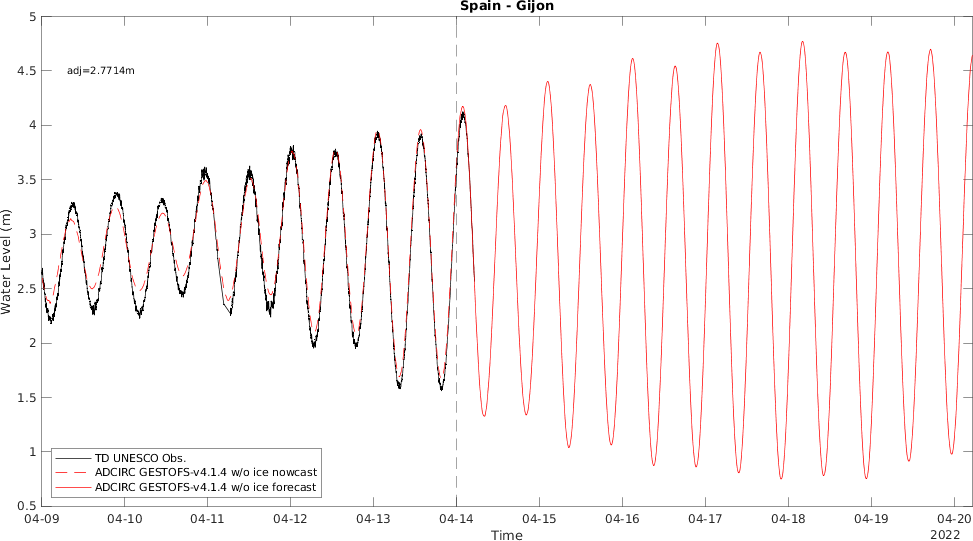 Spain - Gijon
5
4.5
4
3.5
3
2.5
2
1.5
1
0.5
Water Level (m)
adj=2.7714m
TD UNESCO Obs.
ADCIRC GESTOFS-v4.1.4 w/o ice nowcast
ADCIRC GESTOFS-v4.1.4 w/o ice forecast
04-09 04-10 04-11 04-12 04-13 04-14 04-15 04-16 04-17 04-18 04-19 04-20
Time
2022